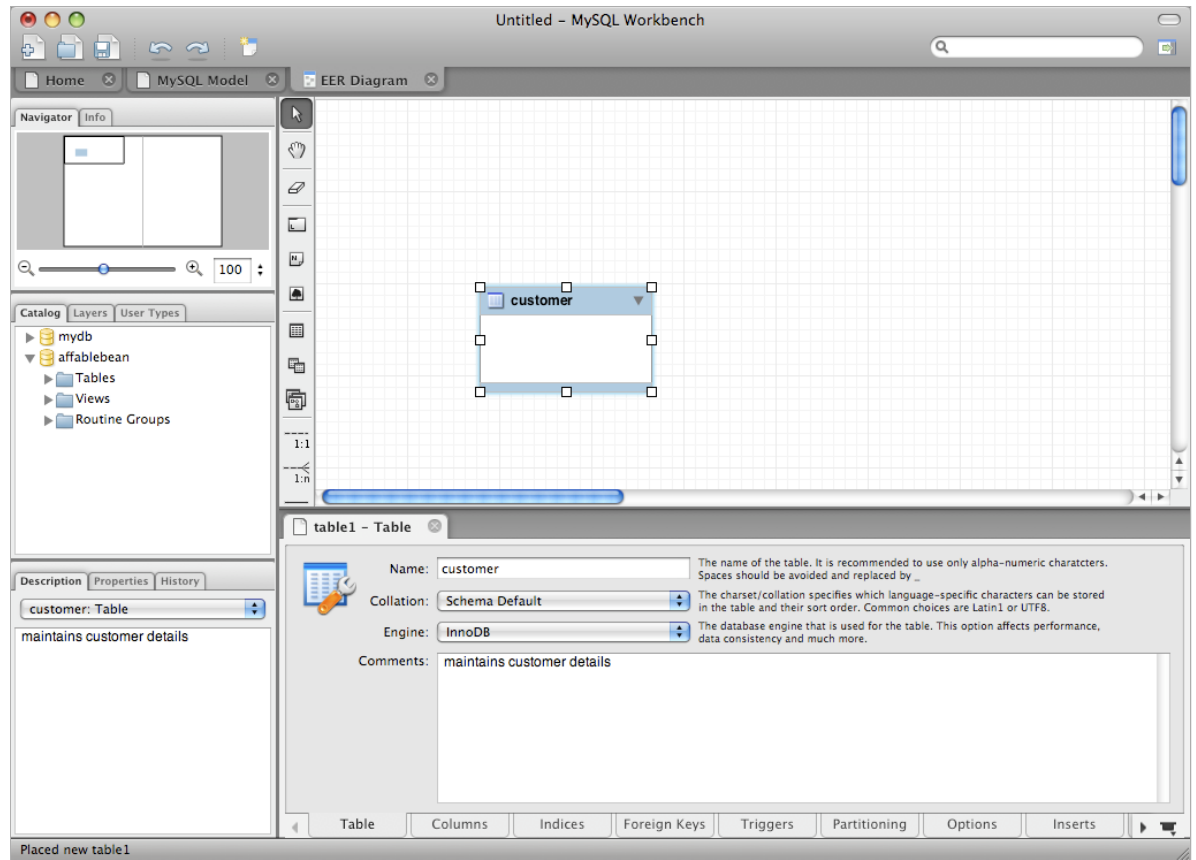 Untitled – MySQL Workbench
Home
MySQL Model
EER Diagram
Navigator
Info
100
Catalog
Layers
User Types
mydb
affablebean
Tables
Views
Routine Groups
customer
1:1
1:n
Description
Properties
History
customer: Table
maintains customer details
table1 – Table
Name:
customer
The name of the table. It is recommended to use only alpha-numeric charatcters.
Spaces should be avoided and replaced by _
Collation:
Schema Default
The charset/collation specifies which language-specific characters can be stored
in the table and their sort order. Common choices are Latin1 or UTF8.
Engine:
InnoDB
The database engine that is used for the table. This option affects performance,
data consistency and much more.
Comments:
maintains customer details
Table
Columns
Indices
Foreign Keys
Triggers
Partitioning
Options
Inserts
Placed new table1